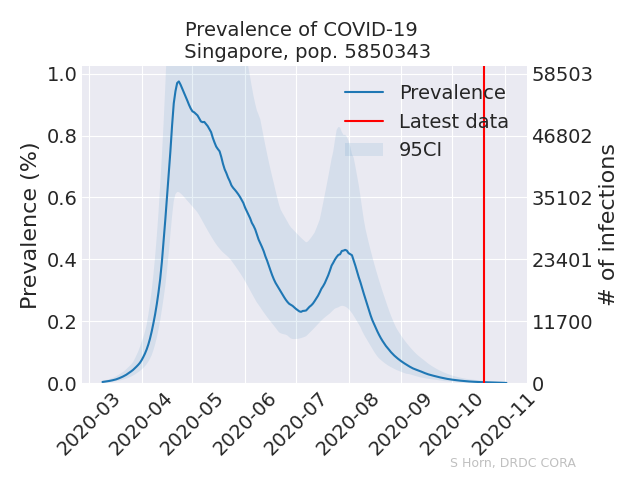 Prevalence of COVID-19
Singapore, pop. 5850343
Prevalence (%)
1.0
0.8
0.6
0.4
0.2
0.0
Prevalence
Latest data
95CI
58503
46802
35102
23401
11700
0
# of infections
2020-03
2020-04
2020-05
2020-06
2020-07
2020-08
2020-09
2020-10
2020-11
S Horn, DRDC CORA